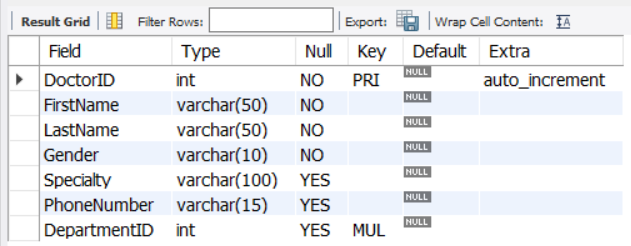 Result Grid Filter Rows: Export: Wrap Cell Content: IA
Field Type Null Key Default Extra
DoctorID int NO PRI NULL auto_increment
FirstName varchar(50) NO NULL
LastName varchar(50) NO NULL
Gender varchar(10) NO NULL
Specialty varchar(100) YES NULL
PhoneNumber varchar(15) YES NULL
DepartmentID int YES MUL NULL